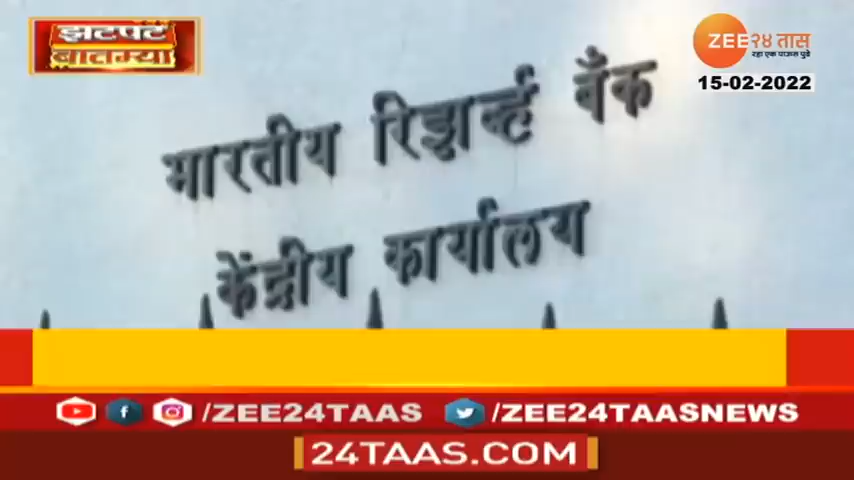 झटपट
बातम्या
ZEE २४ तास
रहा एक पाऊल पुढे
15-02-2022
भारतीय रिझर्व्ह बँक
केंद्रीय कार्यालय
/ZEE24TAAS
/ZEE24TAASNEWS
24TAAS.COM